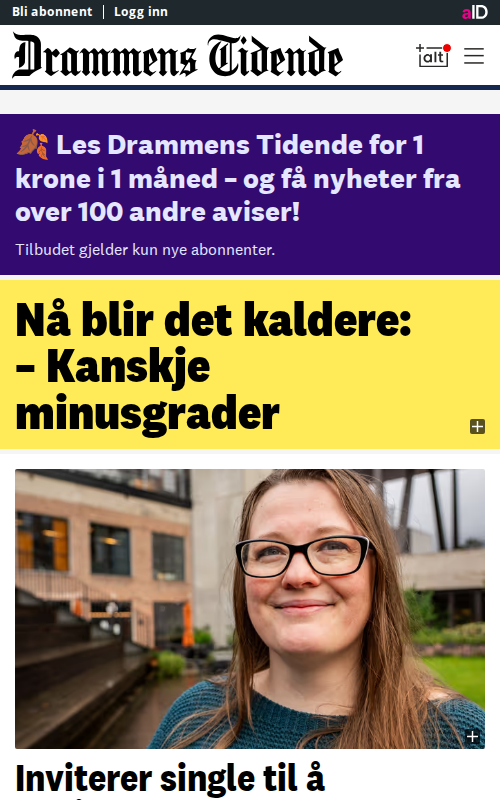 Bli abonnent | Logg inn
aID
Drammens Tidende
+alt
Les Drammens Tidende for 1
krone i 1 måned – og få nyheter fra
over 100 andre aviser!
Tilbudet gjelder kun nye abonnenter.
Nå blir det kaldere:
– Kanskje
minusgrader
Inviterer single til å